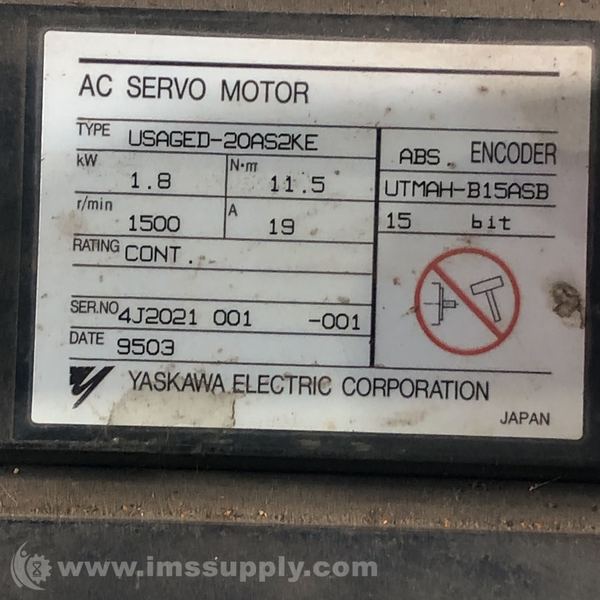 AC SERVO MOTOR
TYPE USAGED-20AS2KE
kW 1.8 N·m 11.5
r/min 1500 A 19
RATING CONT.
SER.NO 4J2021 001 -001
DATE 9503
ABS. ENCODER
UTMAH-B15ASB
15 bit
YASKAWA ELECTRIC CORPORATION
JAPAN
www.imssupply.com